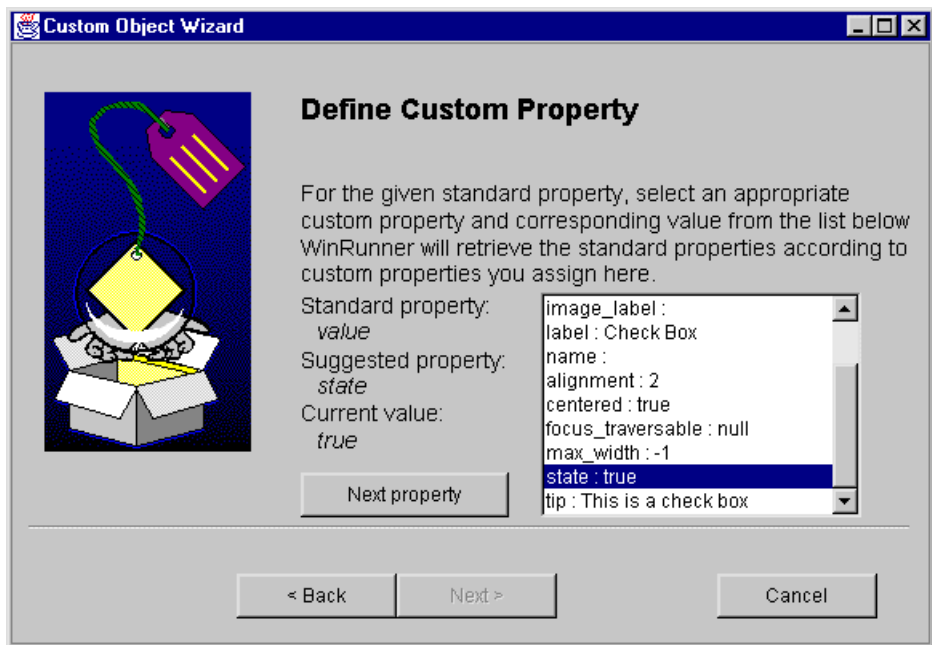 Custom Object Wizard
Define Custom Property
For the given standard property, select an appropriate
custom property and corresponding value from the list below
WinRunner will retrieve the standard properties according to
custom properties you assign here.
Standard property:
value
Suggested property:
state
Current value:
true
Next property
image_label :
label : Check Box
name :
alignment : 2
centered : true
focus_traversable : null
max_width : -1
state : true
tip : This is a check box
< Back
Next >
Cancel